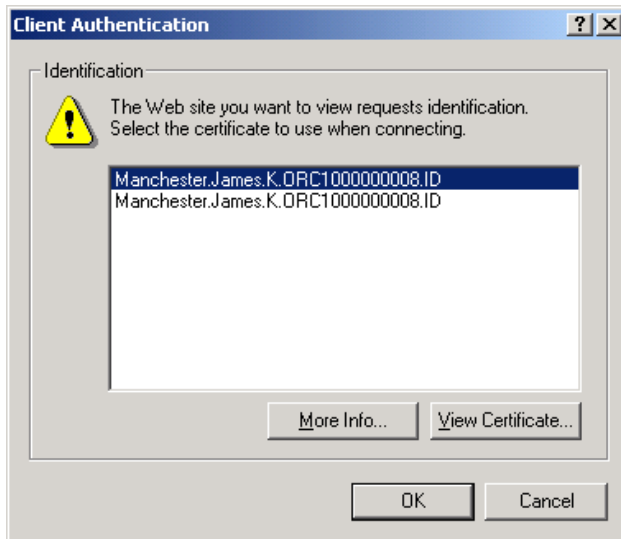 Client Authentication
Identification
The Web site you want to view requests identification.
Select the certificate to use when connecting.
Manchester.James.K.ORC1000000008.ID
Manchester.James.K.ORC1000000008.ID
More Info... View Certificate...
OK Cancel